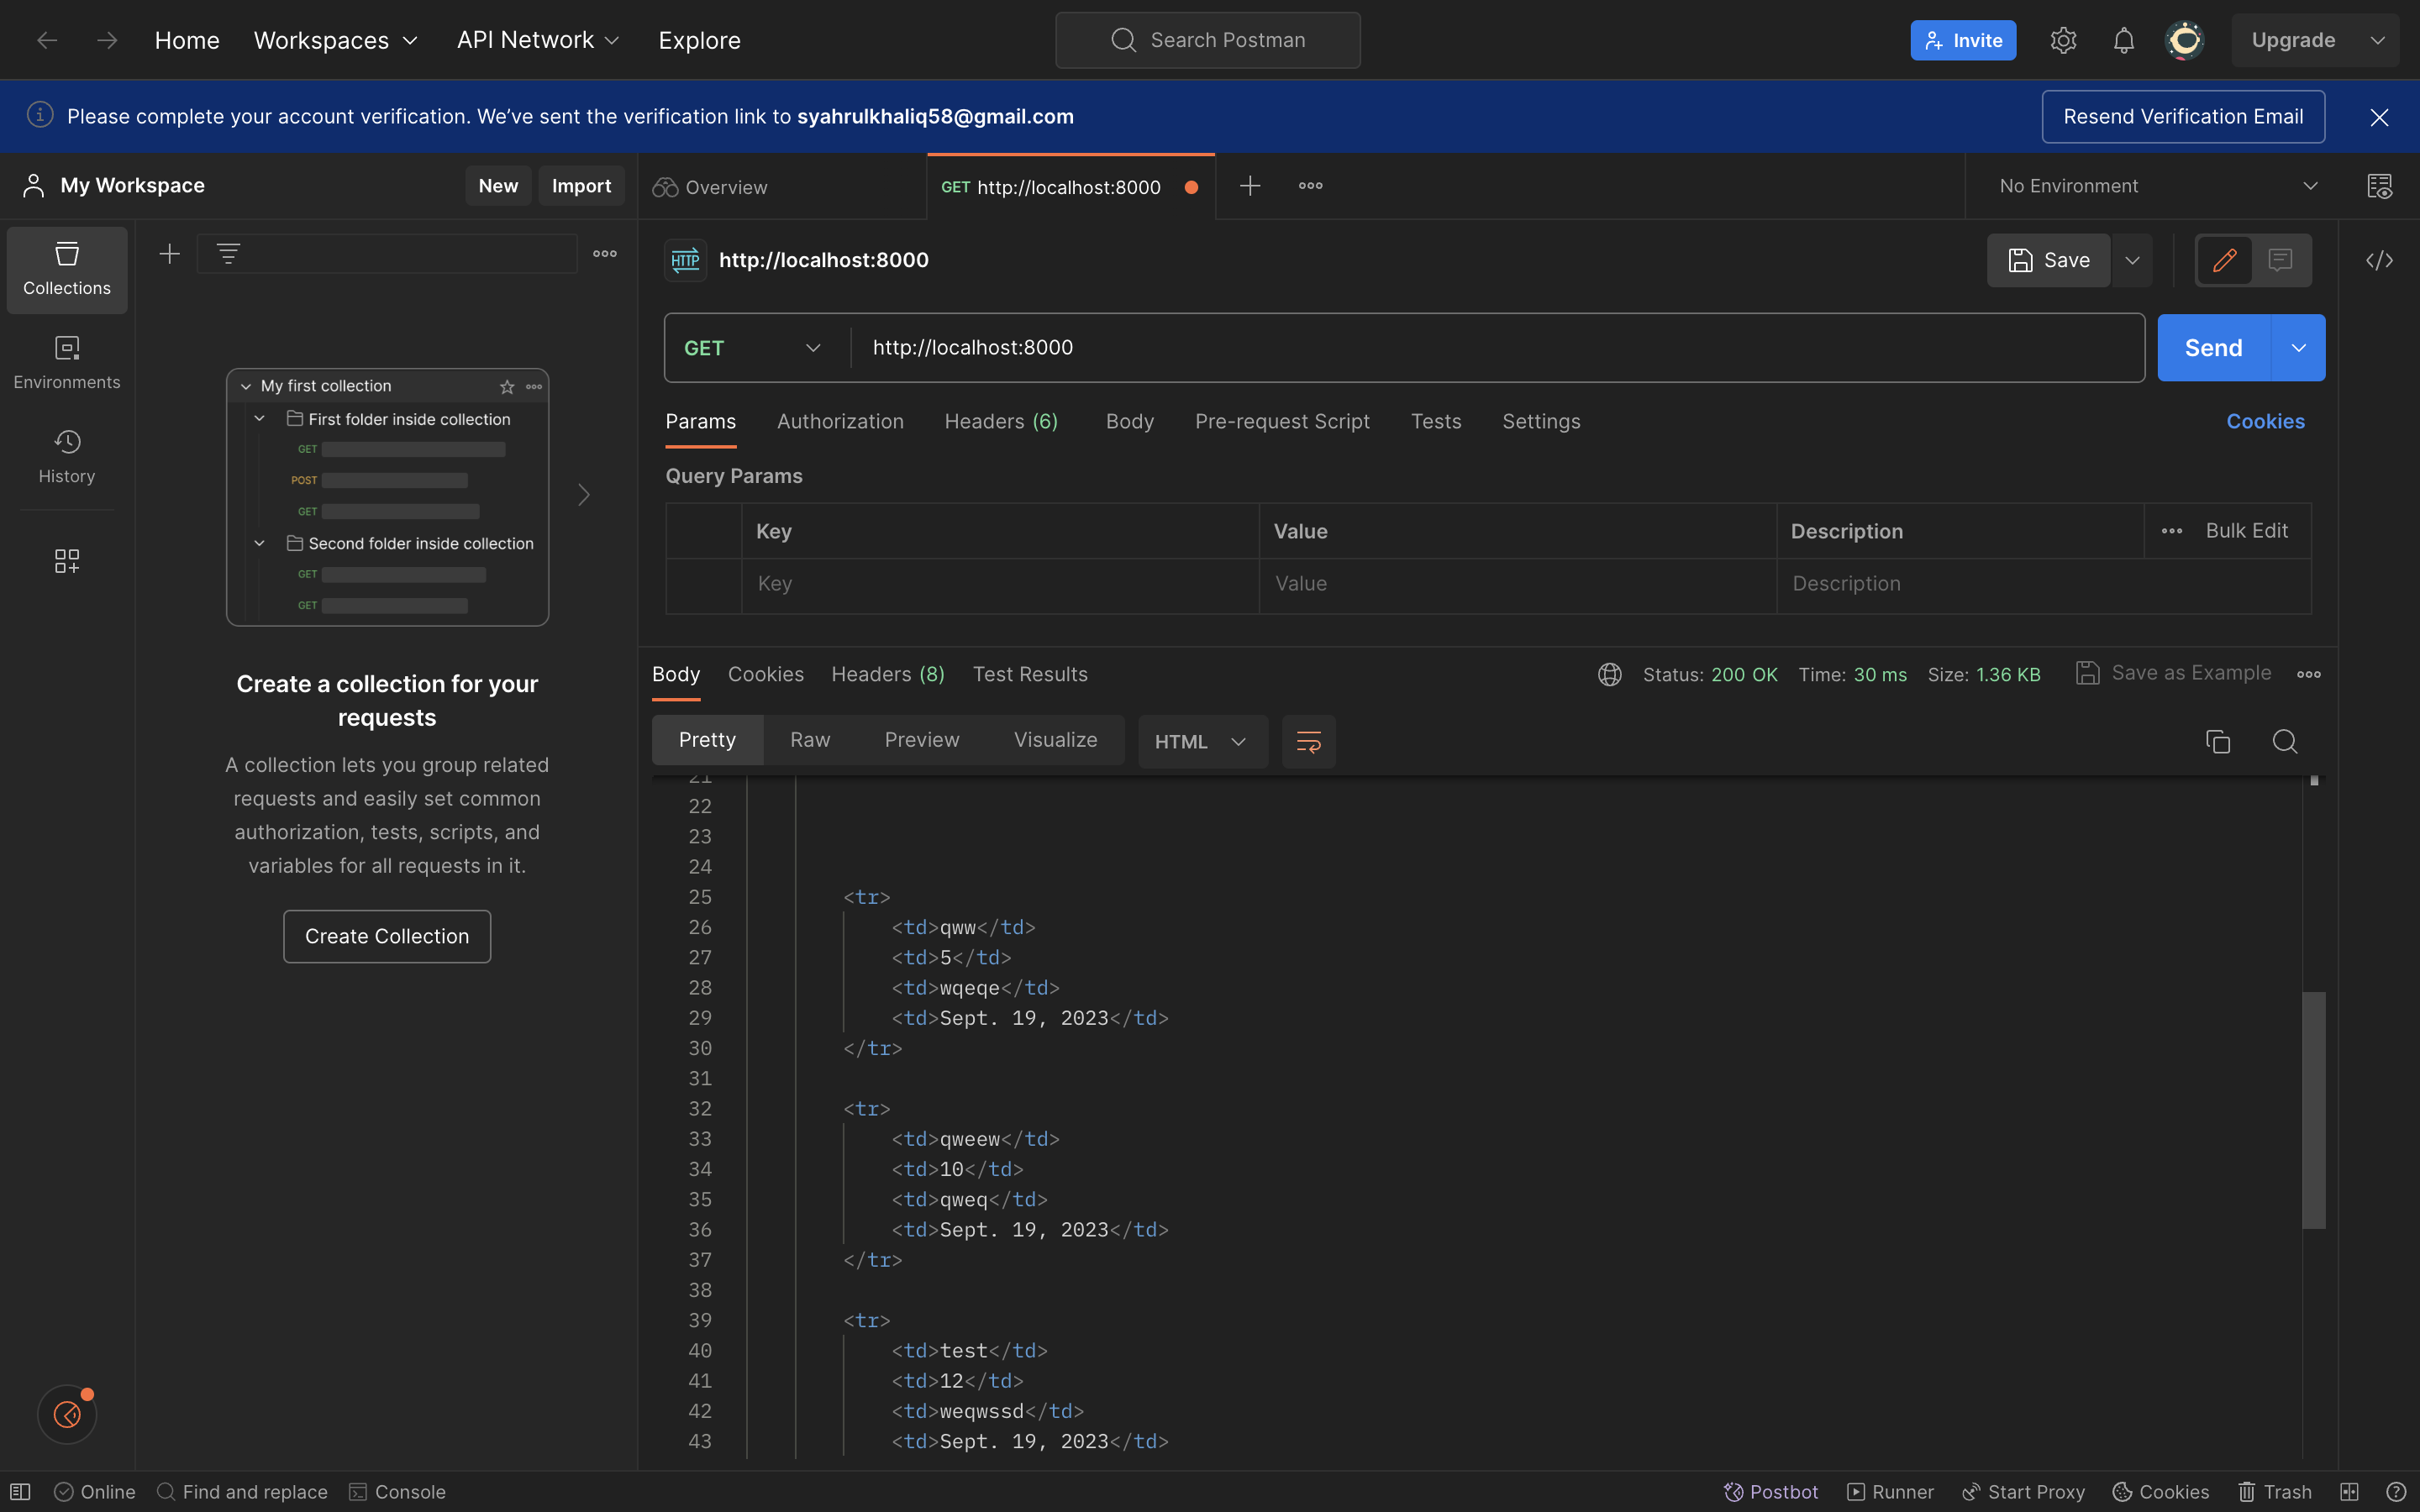 Home Workspaces API Network Explore Search Postman Invite Upgrade
Please complete your account verification. We’ve sent the verification link to syahrulkhaliq58@gmail.com Resend Verification Email
My Workspace New Import Overview GET http://localhost:8000 No Environment
Collections
Environments
History
My first collection
First folder inside collection
GET
POST
GET
Second folder inside collection
GET
GET
Create a collection for your
requests
A collection lets you group related
requests and easily set common
authorization, tests, scripts, and
variables for all requests in it.
Create Collection
HTTP http://localhost:8000 Save
GET http://localhost:8000 Send
Params Authorization Headers (6) Body Pre-request Script Tests Settings Cookies
Query Params
Key Value Description Bulk Edit
Key Value Description
Body Cookies Headers (8) Test Results Status: 200 OK Time: 30 ms Size: 1.36 KB Save as Example
Pretty Raw Preview Visualize HTML
21
22
23
24
25 <tr>
26 <td>qww</td>
27 <td>5</td>
28 <td>wqeqe</td>
29 <td>Sept. 19, 2023</td>
30 </tr>
31
32 <tr>
33 <td>qweew</td>
34 <td>10</td>
35 <td>qweq</td>
36 <td>Sept. 19, 2023</td>
37 </tr>
38
39 <tr>
40 <td>test</td>
41 <td>12</td>
42 <td>weqwssd</td>
43 <td>Sept. 19, 2023</td>
Online Find and replace Console Postbot Runner Start Proxy Cookies Trash